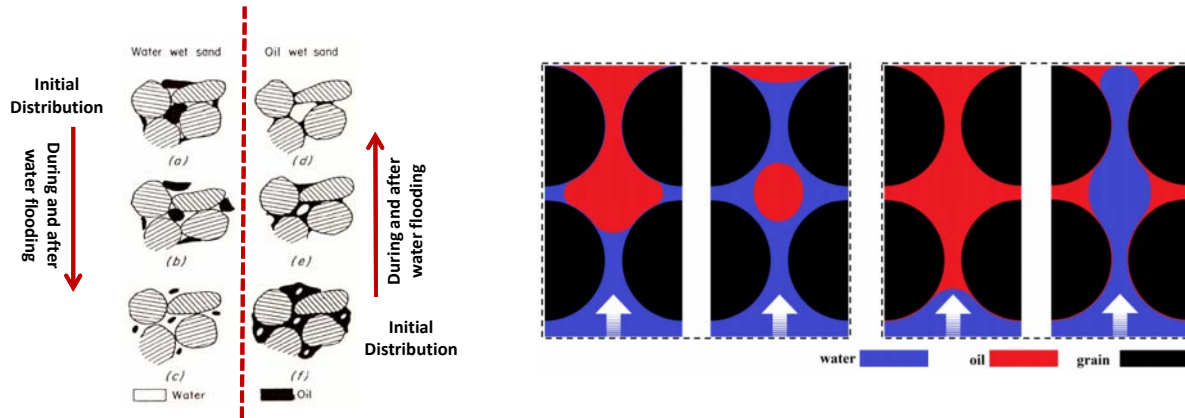 Water wet sand
Oil wet sand
Initial
Distribution
During and after
water flooding
(a)
(d)
(b)
(e)
(c)
(f)
During and after
water flooding
Initial
Distribution
Water
Oil
water
oil
grain